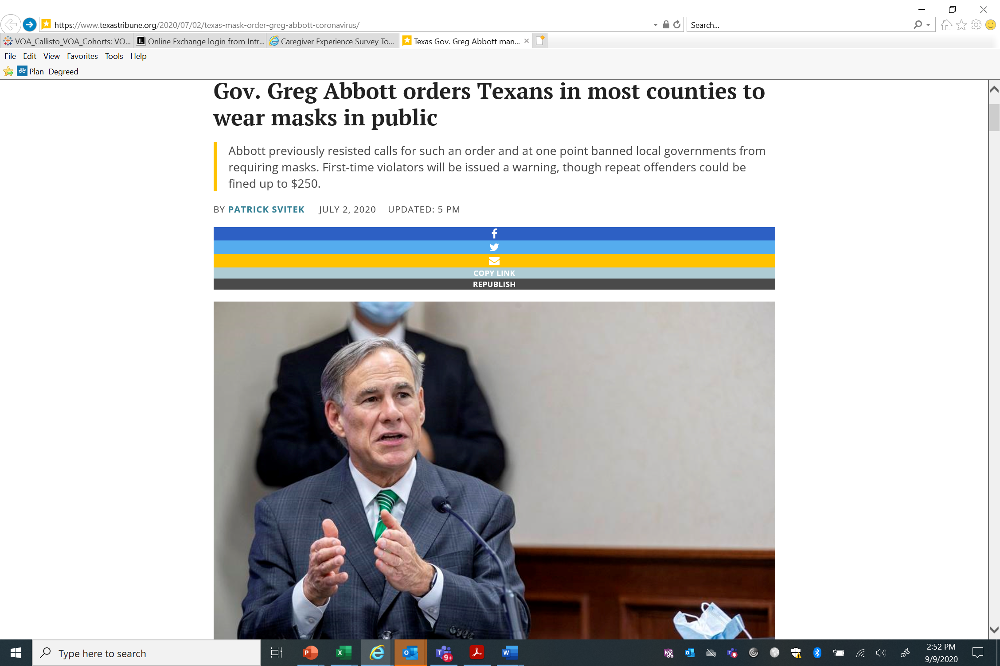 https://www.texastribune.org/2020/07/02/texas-mask-order-greg-abbott-coronavirus/
Search...
VOA_Callisto_VOA_Cohorts: VO...
Online Exchange login from Intr...
Caregiver Experience Survey To...
Texas Gov. Greg Abbott man...
File Edit View Favorites Tools Help
Plan Degreed
Gov. Greg Abbott orders Texans in most counties to
wear masks in public
Abbott previously resisted calls for such an order and at one point banned local governments from
requiring masks. First-time violators will be issued a warning, though repeat offenders could be
fined up to $250.
BY PATRICK SVITEK JULY 2, 2020 UPDATED: 5 PM
COPY LINK
REPUBLISH
Type here to search
9+
2:52 PM
9/9/2020